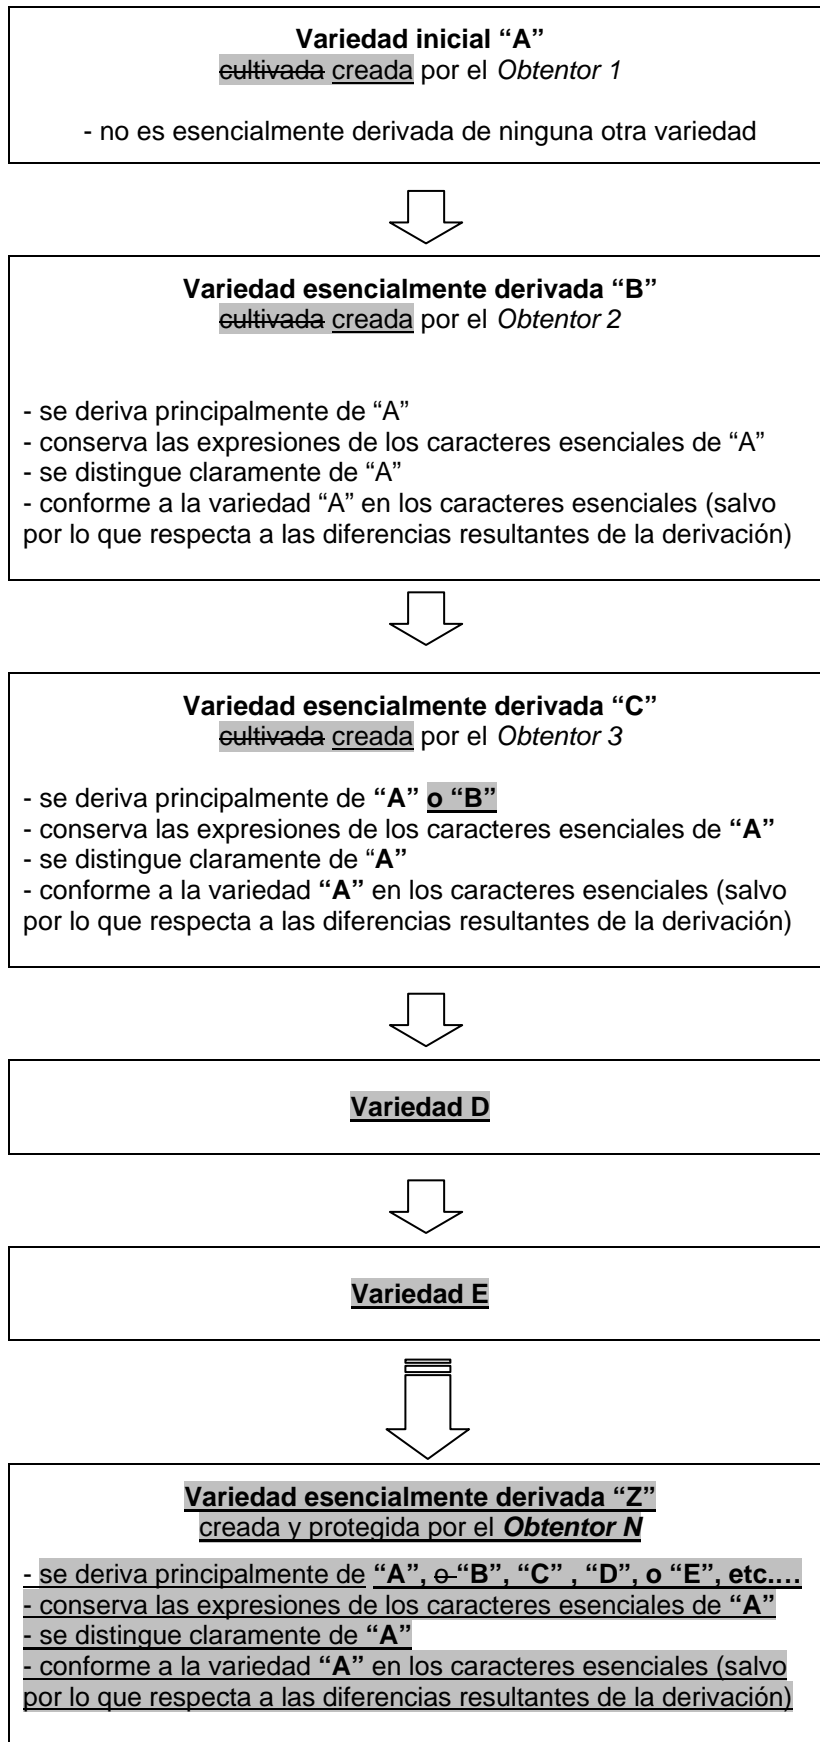 Variedad inicial “A”
cultivada creada por el Obtentor 1
- no es esencialmente derivada de ninguna otra variedad
Variedad esencialmente derivada “B”
cultivada creada por el Obtentor 2
- se deriva principalmente de “A”
- conserva las expresiones de los caracteres esenciales de “A”
- se distingue claramente de “A”
- conforme a la variedad “A” en los caracteres esenciales (salvo
por lo que respecta a las diferencias resultantes de la derivación)
Variedad esencialmente derivada “C”
cultivada creada por el Obtentor 3
- se deriva principalmente de “A” o “B”
- conserva las expresiones de los caracteres esenciales de “A”
- se distingue claramente de “A”
- conforme a la variedad “A” en los caracteres esenciales (salvo
por lo que respecta a las diferencias resultantes de la derivación)
Variedad D
Variedad E
Variedad esencialmente derivada “Z”
creada y protegida por el Obtentor N
- se deriva principalmente de “A”, o “B”, “C” , “D”, o “E”, etc.…
- conserva las expresiones de los caracteres esenciales de “A”
- se distingue claramente de “A”
- conforme a la variedad “A” en los caracteres esenciales (salvo
por lo que respecta a las diferencias resultantes de la derivación)